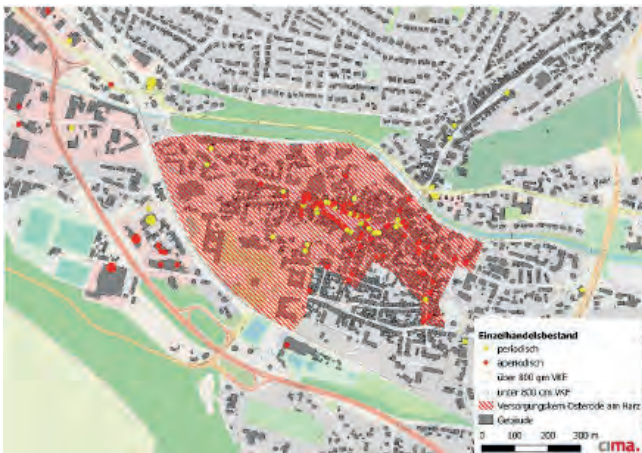 Einzelhandelsbestand
periodisch
aperiodisch
über 800 qm VKF
unter 800 qm VKF
Versorgungskern Osterode am Harz
Gebäude
0 100 200 300 m
cima.